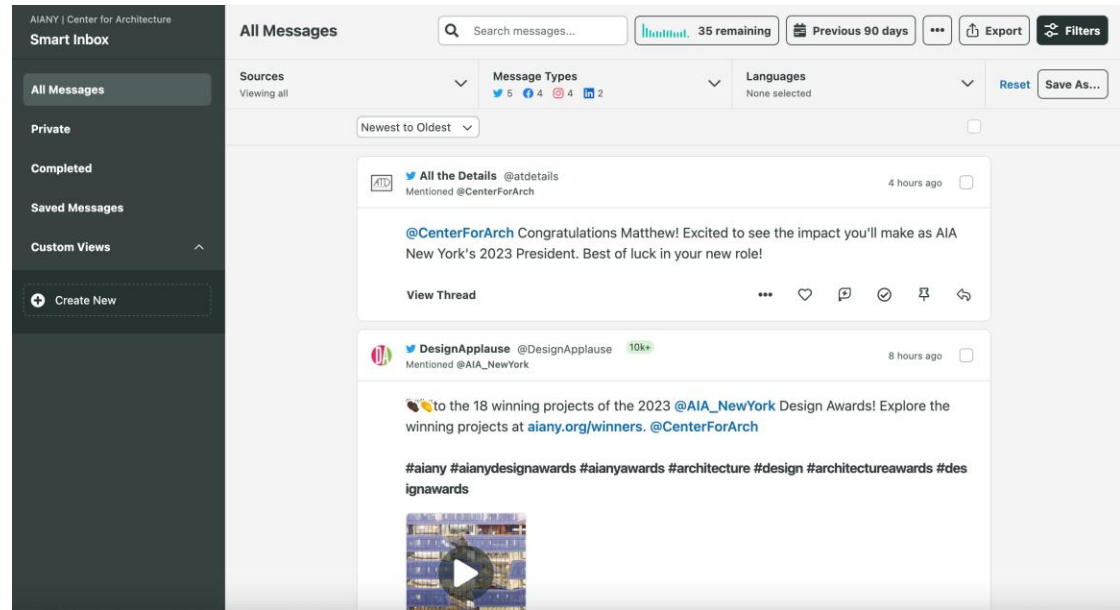 AIANY | Center for Architecture
Smart Inbox
All Messages
Private
Completed
Saved Messages
Custom Views
Create New
All Messages
Search messages...
35 remaining
Previous 90 days
•••
Export
Filters
Sources
Viewing all
Message Types
5 4 4 2
Languages
None selected
Reset
Save As...
Newest to Oldest
ATD
All the Details @atdetails
Mentioned @CenterForArch
4 hours ago
@CenterForArch Congratulations Matthew! Excited to see the impact you'll make as AIA
New York's 2023 President. Best of luck in your new role!
View Thread
•••
DA
DesignApplause @DesignApplause 10k+
Mentioned @AIA_NewYork
8 hours ago
👏🏿👏to the 18 winning projects of the 2023 @AIA_NewYork Design Awards! Explore the
winning projects at aiany.org/winners. @CenterForArch
#aiany #aianydesignawards #aianyawards #architecture #design #architectureawards #des
ignawards